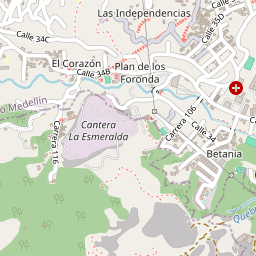 Las Independencias
Calle 35D
Calle 34C
El Corazón
Calle 34B
Plan de los
Foronda
o Medellín
Carrera 106
Calle 34
Cantera
La Esmeralda
Carrera 116
Betania
Queb